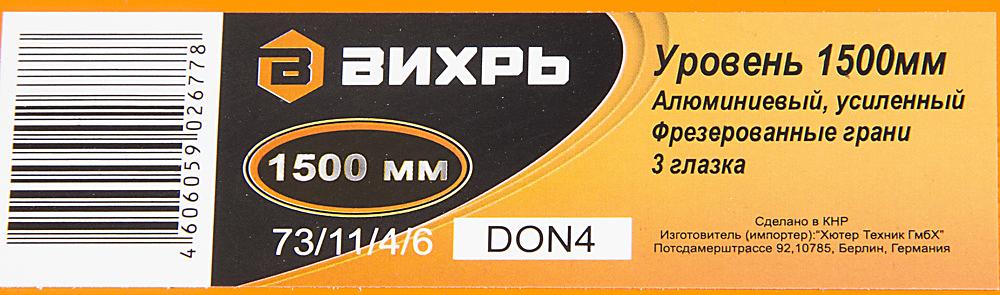 4606059026778
ВИХРЬ
1500 мм
73/11/4/6
DON4
Уровень 1500мм
Алюминиевый, усиленный
Фрезерованные грани
3 глазка
Сделано в КНР
Изготовитель (импортер):"Хютер Техник ГмбХ"
Потсдамерштрассе 92,10785, Берлин, Германия